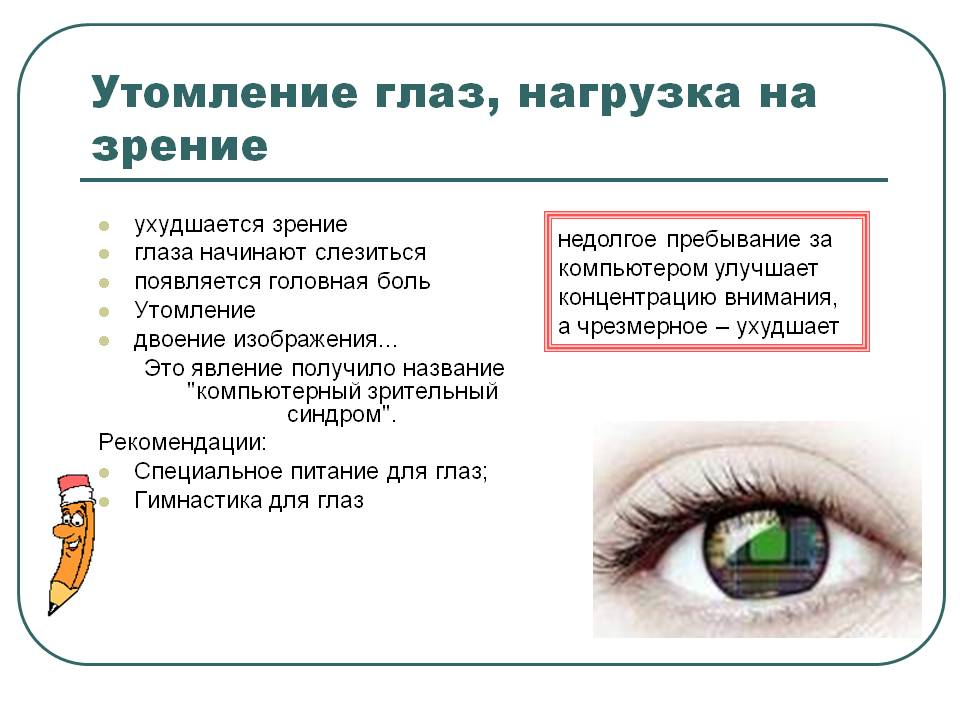 Утомление глаз, нагрузка на
зрение
ухудшается зрение
глаза начинают слезиться
появляется головная боль
Утомление
двоение изображения...
Это явление получило название
"компьютерный зрительный
синдром".
Рекомендации:
Специальное питание для глаз;
Гимнастика для глаз
недолгое пребывание за
компьютером улучшает
концентрацию внимания,
а чрезмерное – ухудшает